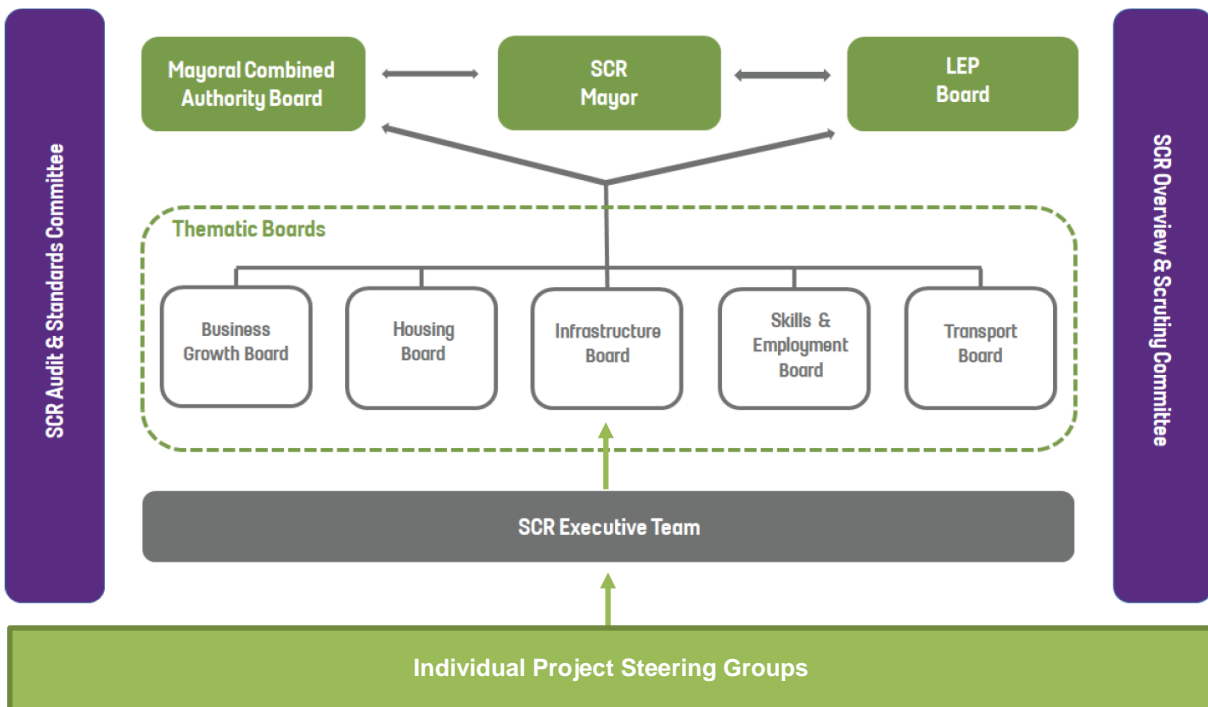 SCR Audit & Standards Committee
Mayoral Combined
Authority Board
SCR
Mayor
LEP
Board
SCR Overview & Scrutiny Committee
Thematic Boards
Business
Growth Board
Housing
Board
Infrastructure
Board
Skills &
Employment
Board
Transport
Board
SCR Executive Team
Individual Project Steering Groups